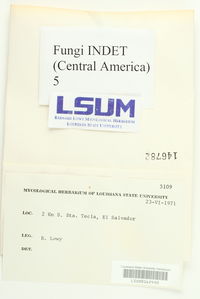 Fungi INDET
(Central America)
5
LSUM
Bernard Lowy Mycological Herbarium
Louisiana State University
146782
5109
MYCOLOGICAL HERBARIUM OF LOUISIANA STATE UNIVERSITY
23-VI-1971
LOC. 2 Km S. Sta. Tecla, El Salvador
LEG. B. Lowy
DET.